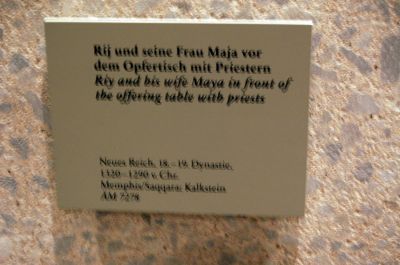 Rij und seine Frau Maja vor
dem Opfertisch mit Priestern
Riy and his wife Maya in front of
the offering table with priests
Neues Reich, 18.–19. Dynastie,
1320–1290 v. Chr.
Memphis/Saqqara; Kalkstein
ÄM 7278